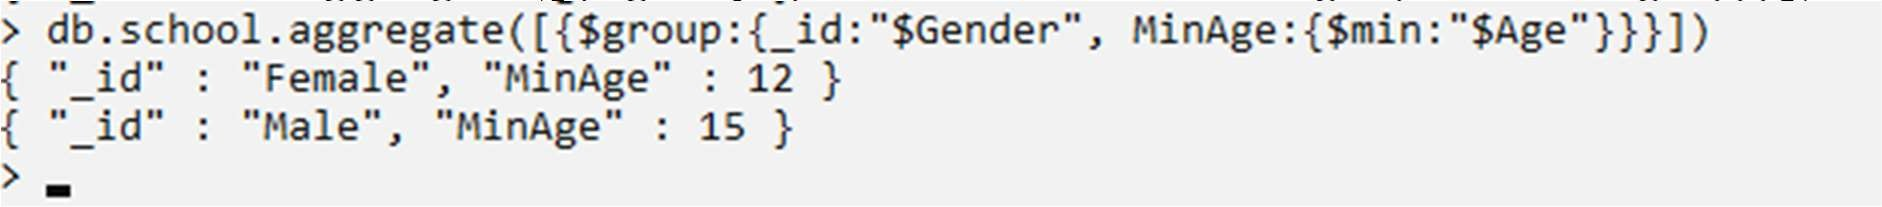 > db.school.aggregate([{$group:{_id:"$Gender", MinAge:{$min:"$Age"}}}])
{ "_id" : "Female", "MinAge" : 12 }
{ "_id" : "Male", "MinAge" : 15 }
>